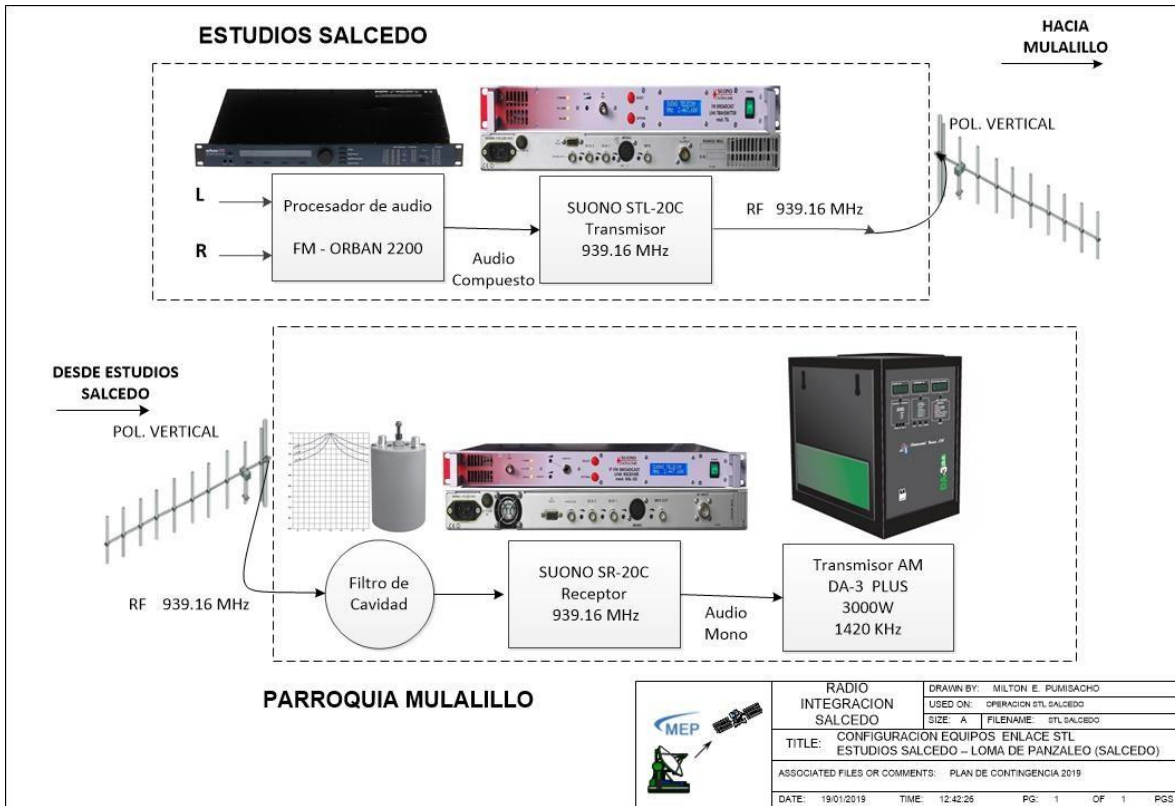 ESTUDIOS SALCEDO
HACIA
MULALILLO
POL. VERTICAL
L
R
Procesador de audio
FM - ORBAN 2200
Audio
Compuesto
SUONO STL-20C
Transmisor
939.16 MHz
RF 939.16 MHz
DESDE ESTUDIOS
SALCEDO
POL. VERTICAL
RF 939.16 MHz
Filtro de
Cavidad
SUONO SR-20C
Receptor
939.16 MHz
Audio
Mono
DA-3
Transmisor AM
DA-3 PLUS
3000W
1420 KHz
PARROQUIA MULALILLO
MEP
RADIO
INTEGRACION
SALCEDO
DRAWN BY: MILTON E. PUMISACHO
USED ON: OPERACION STL SALCEDO
SIZE: A FILENAME: STL SALCEDO
TITLE: CONFIGURACION EQUIPOS ENLACE STL
ESTUDIOS SALCEDO – LOMA DE PANZALEO (SALCEDO)
ASSOCIATED FILES OR COMMENTS: PLAN DE CONTINGENCIA 2019
DATE: 19/01/2019 TIME: 12:42:26 PG: 1 OF 1 PGS